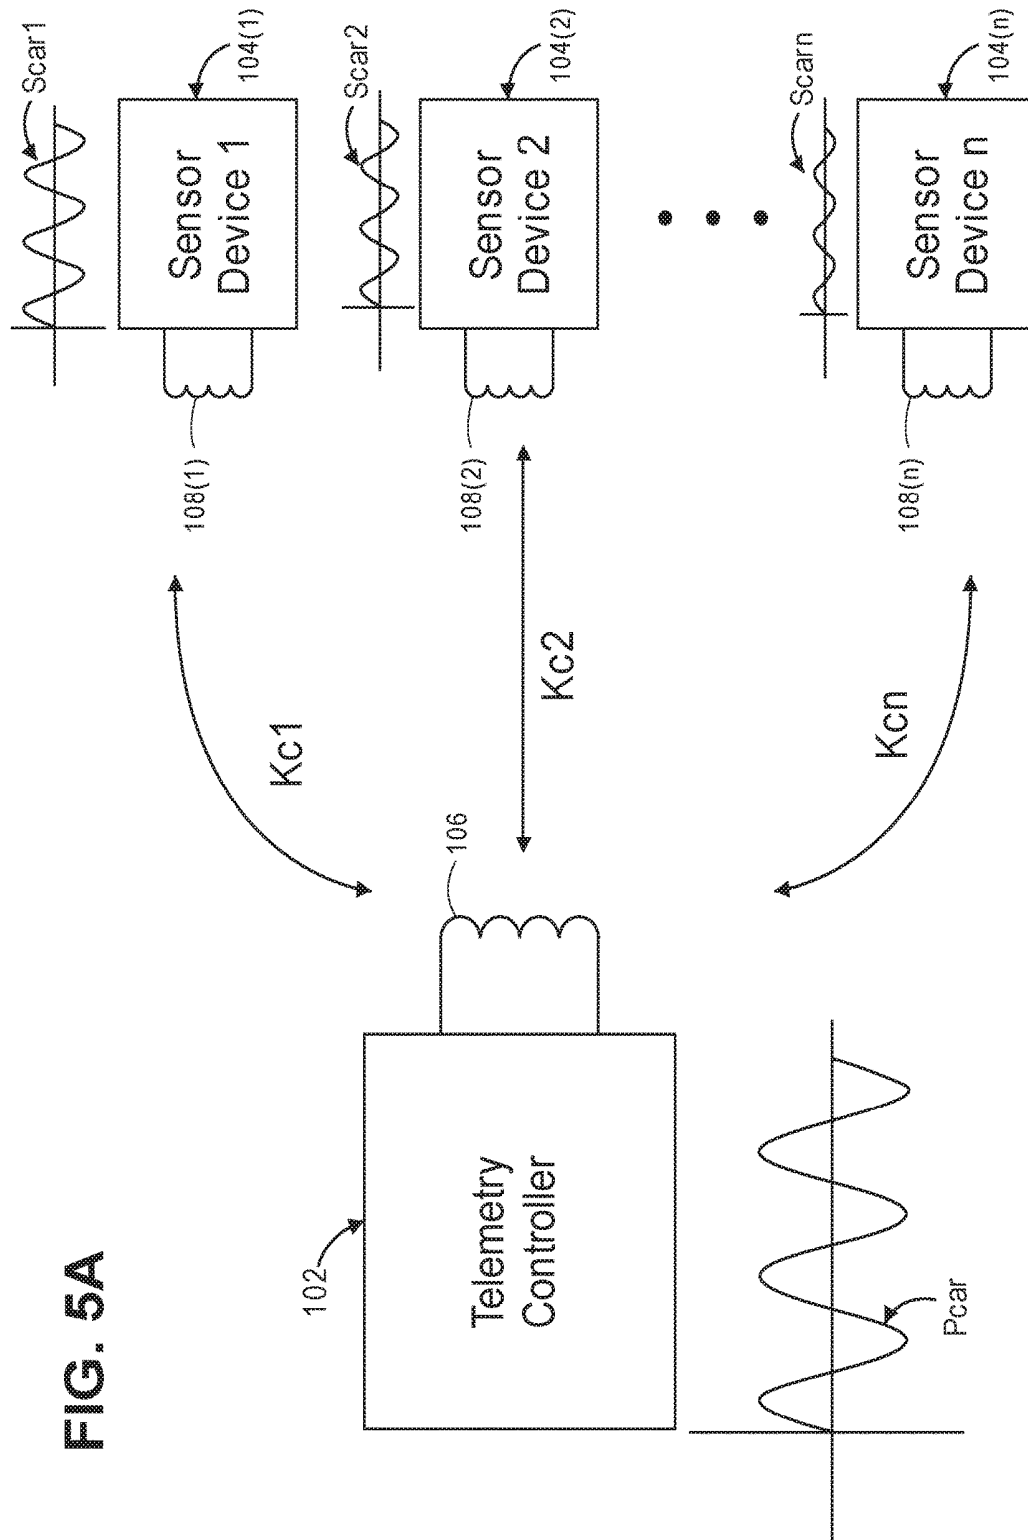 FIG. 5A
102
Telemetry
Controller
Pcar
106
Kc1
Kc2
Kcn
108(1)
Scar1
Sensor
Device 1
104(1)
108(2)
Scar2
Sensor
Device 2
104(2)
108(n)
Scarn
Sensor
Device n
104(n)